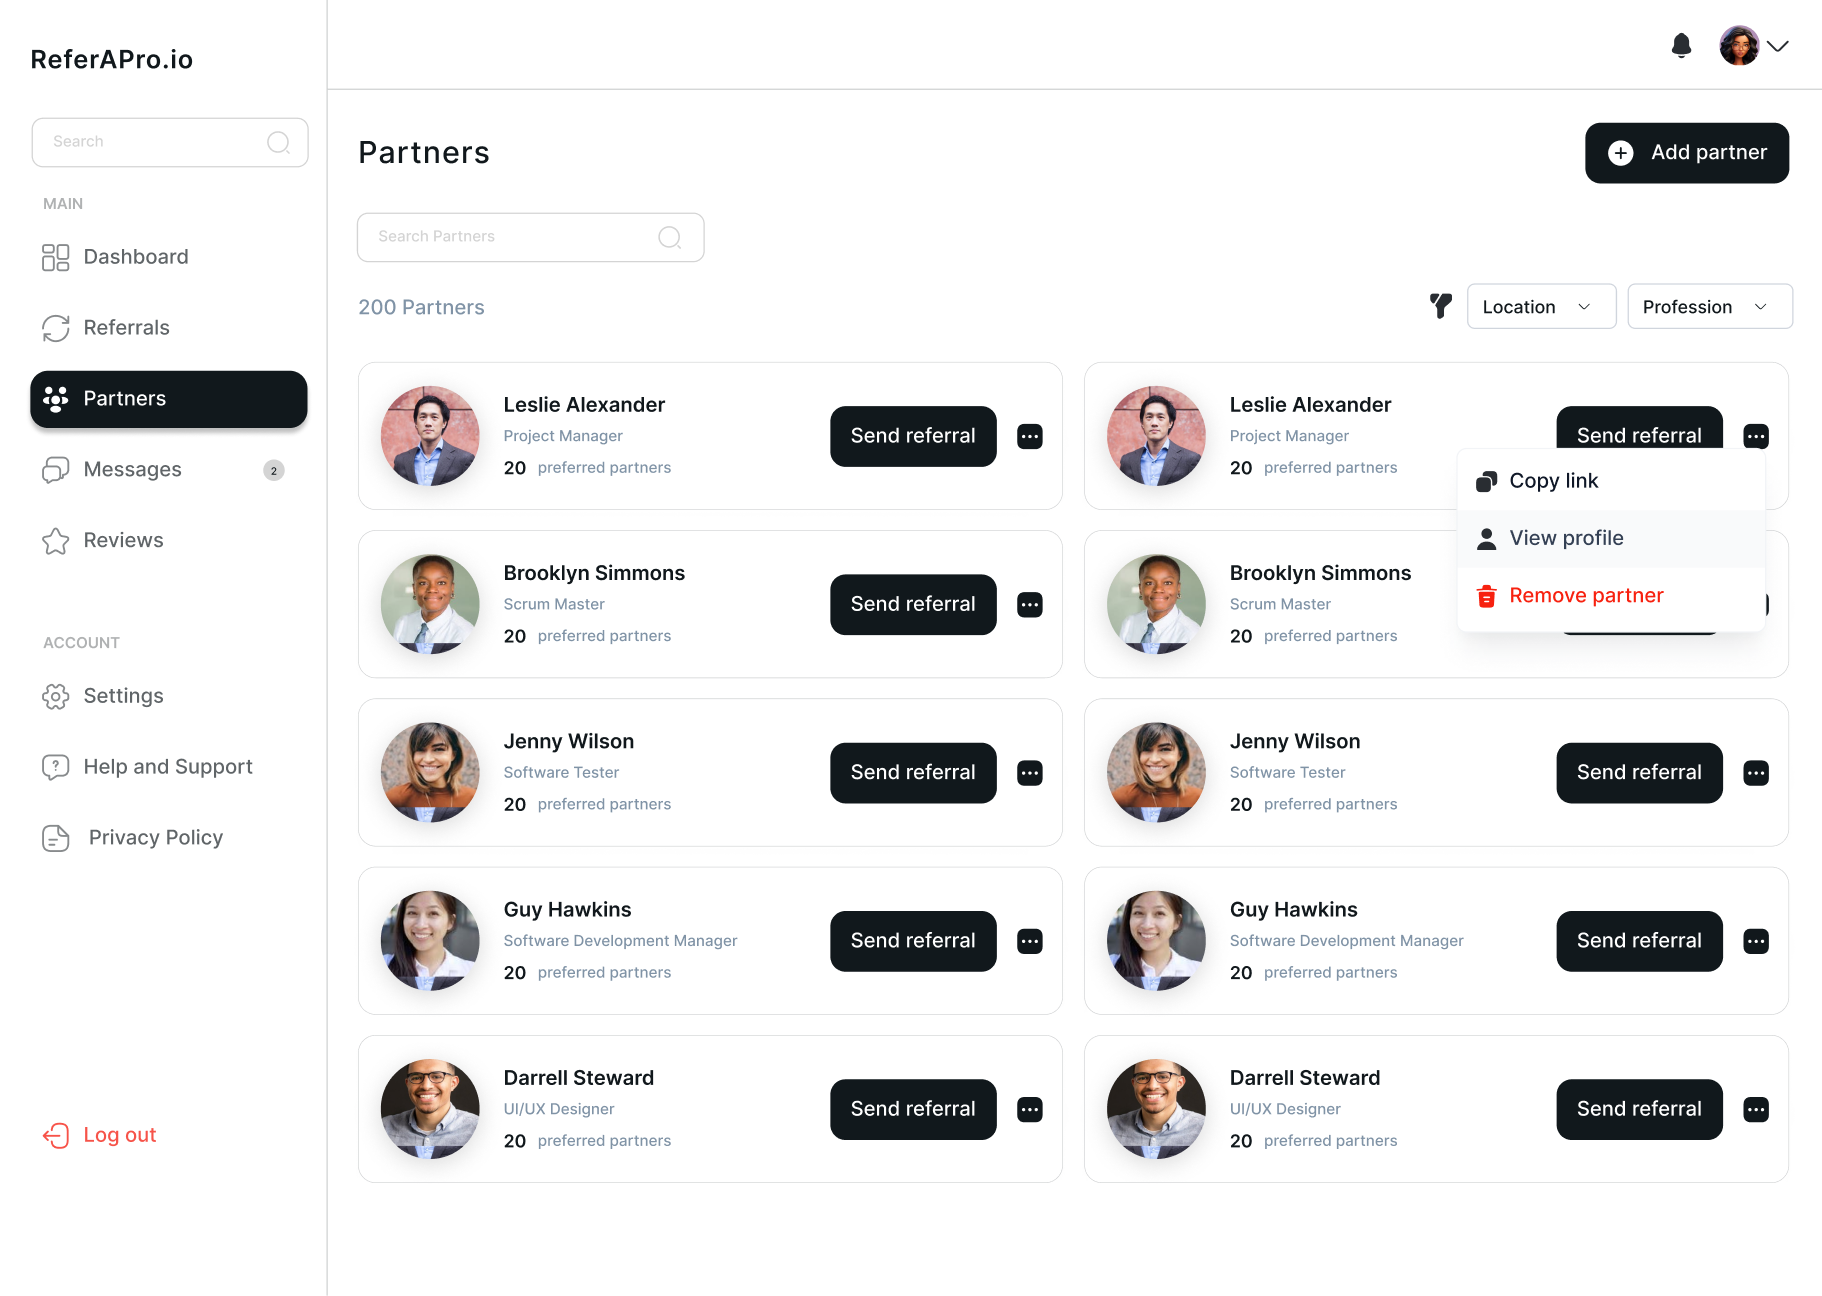 ReferAPro.io
Search
MAIN
Dashboard
Referrals
Partners
Messages 2
Reviews
ACCOUNT
Settings
Help and Support
Privacy Policy
Log out
Partners
Add partner
Search Partners
200 Partners
Location
Profession
Leslie Alexander
Project Manager
20 preferred partners
Send referral
Leslie Alexander
Project Manager
20 preferred partners
Send referral
Copy link
View profile
Remove partner
Brooklyn Simmons
Scrum Master
20 preferred partners
Send referral
Brooklyn Simmons
Scrum Master
20 preferred partners
Jenny Wilson
Software Tester
20 preferred partners
Send referral
Jenny Wilson
Software Tester
20 preferred partners
Send referral
Guy Hawkins
Software Development Manager
20 preferred partners
Send referral
Guy Hawkins
Software Development Manager
20 preferred partners
Send referral
Darrell Steward
UI/UX Designer
20 preferred partners
Send referral
Darrell Steward
UI/UX Designer
20 preferred partners
Send referral